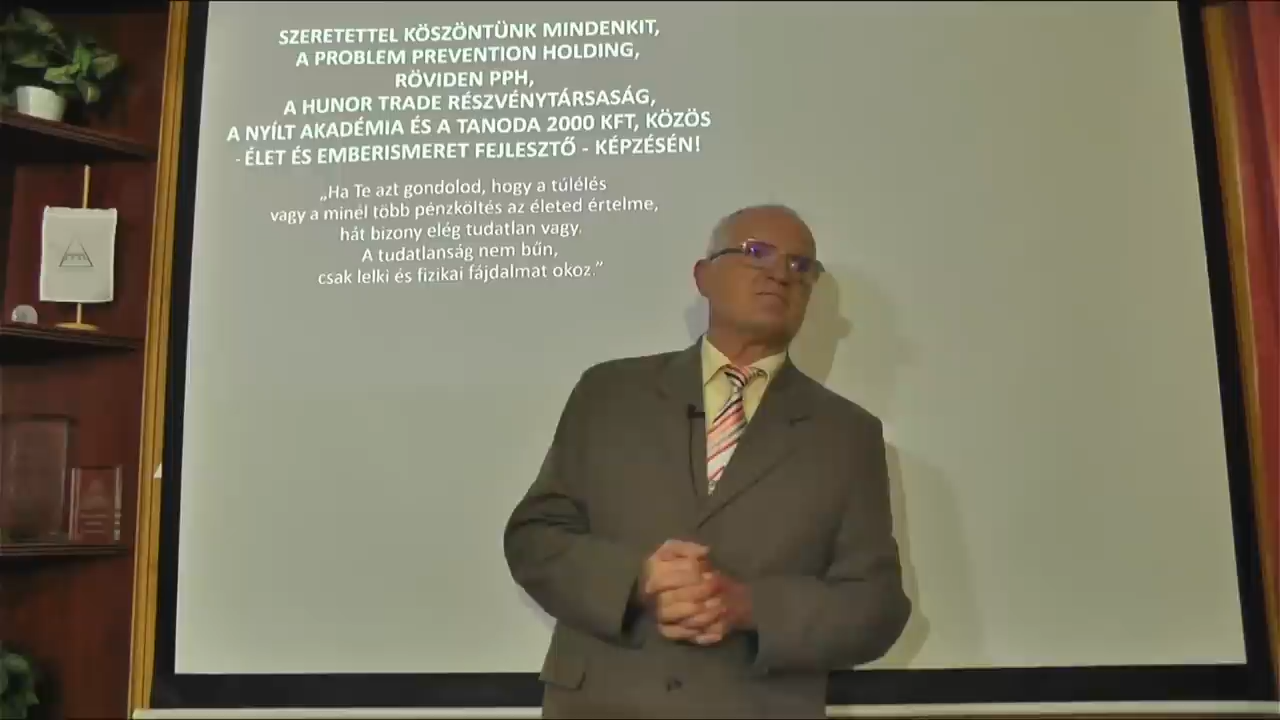 SZERETETTEL KÖSZÖNTÜNK MINDENKIT,
A PROBLEM PREVENTION HOLDING,
RÖVIDEN PPH,
A HUNOR TRADE RÉSZVÉNYTÁRSASÁG,
A NYÍLT AKADÉMIA ÉS A TANODA 2000 KFT, KÖZÖS
- ÉLET ÉS EMBERISMERET FEJLESZTŐ - KÉPZÉSÉN!
„Ha Te azt gondolod, hogy a túlélés
vagy a minél több pénzköltés az életed értelme,
hát bizony elég tudatlan vagy.
A tudatlanság nem bűn,
csak lelki és fizikai fájdalmat okoz.”